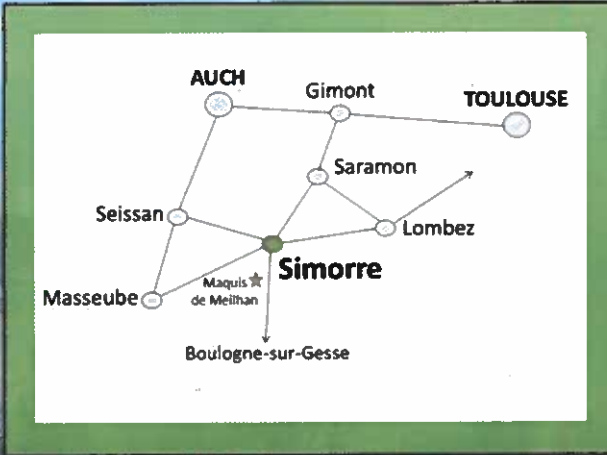 AUCH
Gimont
TOULOUSE
Saramon
Seissan
Lombez
Simorre
Maquis
de Meilhan
Masseube
Boulogne-sur-Gesse